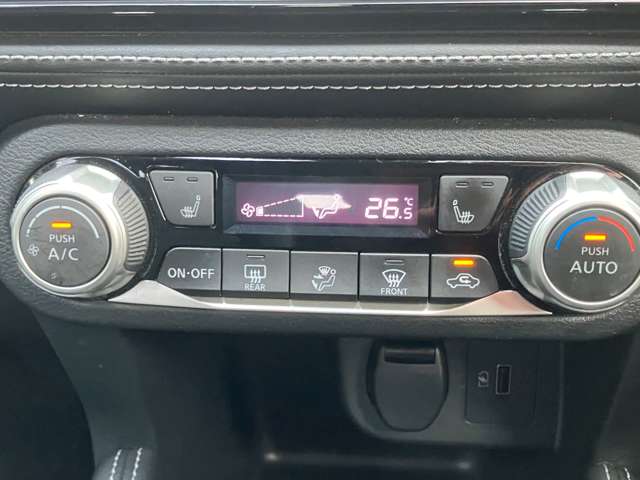 26.5°C
PUSH
A/C
PUSH
AUTO
ON·OFF
REAR
FRONT